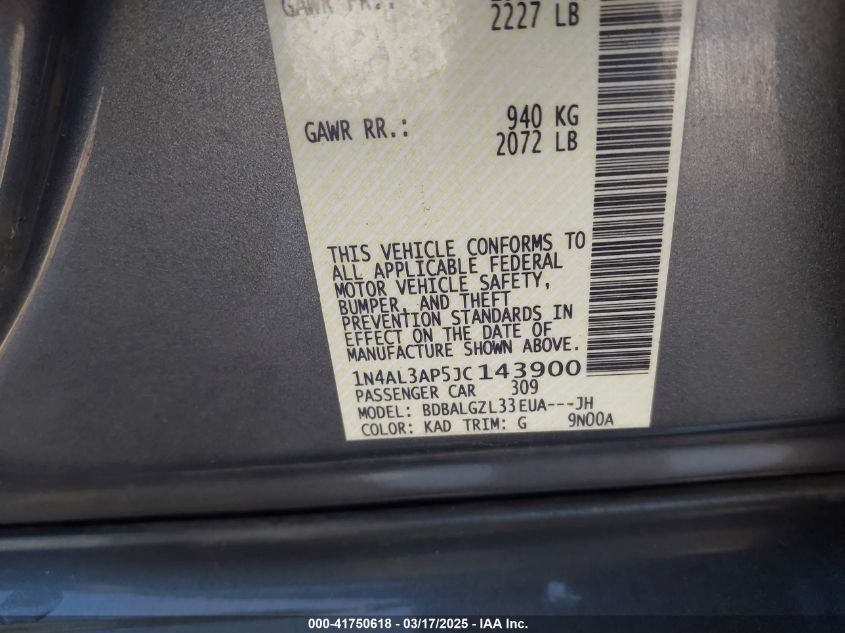 GAWR FR.:
2227 LB
GAWR RR.: 940 KG
2072 LB
THIS VEHICLE CONFORMS TO
ALL APPLICABLE FEDERAL
MOTOR VEHICLE SAFETY,
BUMPER, AND THEFT
PREVENTION STANDARDS IN
EFFECT ON THE DATE OF
MANUFACTURE SHOWN ABOVE.
1N4AL3AP5JC143900
PASSENGER CAR 309
MODEL: BDBALGZL33EUA---JH
COLOR: KAD TRIM: G 9N00A
000-41750618 - 03/17/2025 - IAA Inc.